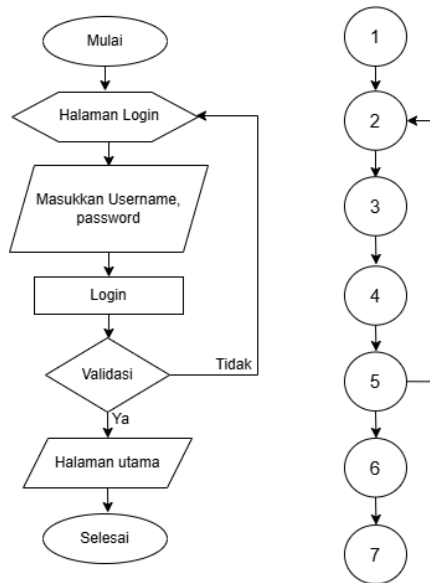 Mulai
Halaman Login
Masukkan Username,
password
Login
Validasi
Tidak
Ya
Halaman utama
Selesai
1
2
3
4
5
6
7